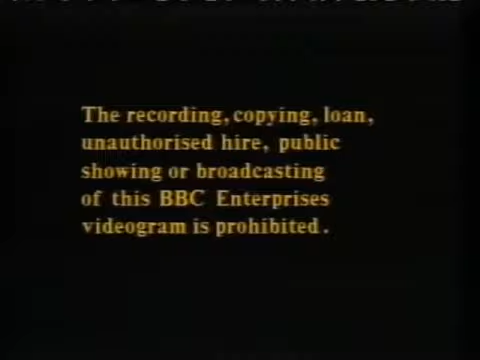 The recording, copying, loan,
unauthorised hire, public
showing or broadcasting
of this BBC Enterprises
videogram is prohibited.